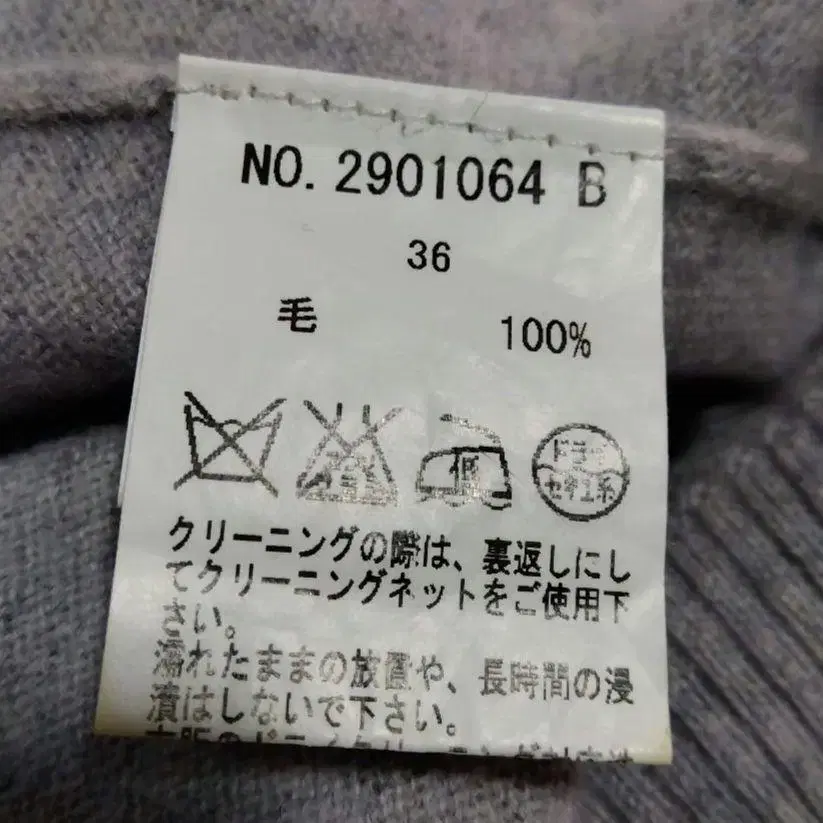 NO. 2901064 B
36
毛 100%
低
ドライ
セキユ系
クリーニングの際は、裏返しにし
てクリーニングネットをご使用下
さい。
濡れたままの放置や、長時間の浸
漬はしないで下さい。